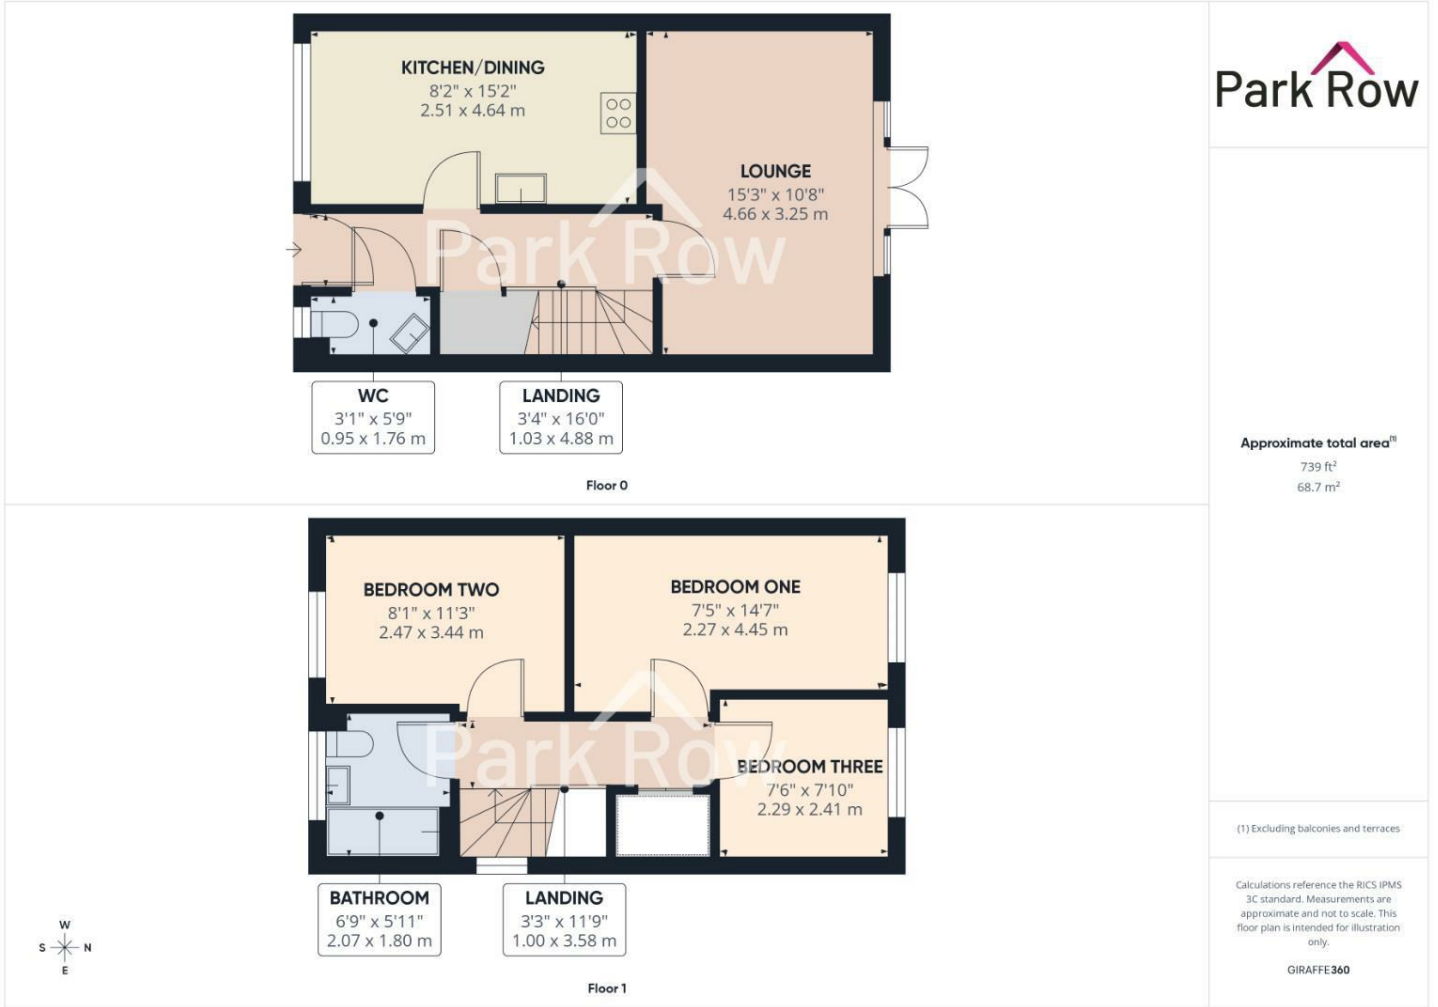 KITCHEN/DINING
8'2" x 15'2"
2.51 x 4.64 m
LOUNGE
15'3" x 10'8"
4.66 x 3.25 m
Park Row
WC
3'1" x 5'9"
0.95 x 1.76 m
LANDING
3'4" x 16'0"
1.03 x 4.88 m
Floor 0
BEDROOM TWO
8'1" x 11'3"
2.47 x 3.44 m
BEDROOM ONE
7'5" x 14'7"
2.27 x 4.45 m
Park Row
BEDROOM THREE
7'6" x 7'10"
2.29 x 2.41 m
BATHROOM
6'9" x 5'11"
2.07 x 1.80 m
LANDING
3'3" x 11'9"
1.00 x 3.58 m
Floor 1
W
S N
E
Park Row
Approximate total area(1)
739 ft²
68.7 m²
(1) Excluding balconies and terraces
Calculations reference the RICS IPMS
3C standard. Measurements are
approximate and not to scale. This
floor plan is intended for illustration
only.
GIRAFFE360